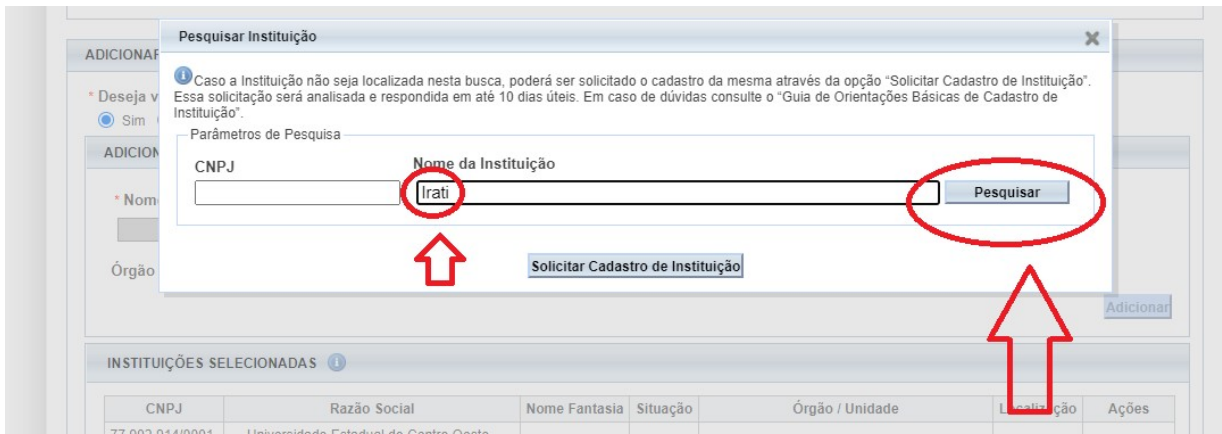 Pesquisar Instituição
ADICIONAR
Caso a Instituição não seja localizada nesta busca, poderá ser solicitado o cadastro da mesma através da opção “Solicitar Cadastro de Instituição”.
* Deseja v
Essa solicitação será analisada e respondida em até 10 dias úteis. Em caso de dúvidas consulte o “Guia de Orientações Básicas de Cadastro de
Instituição”.
Sim
Parâmetros de Pesquisa
ADICION
CNPJ Nome da Instituição
Irati Pesquisar
* Nom
Órgão
Solicitar Cadastro de Instituição
Adicionar
INSTITUIÇÕES SELECIONADAS
CNPJ Razão Social Nome Fantasia Situação Órgão / Unidade Localização Ações